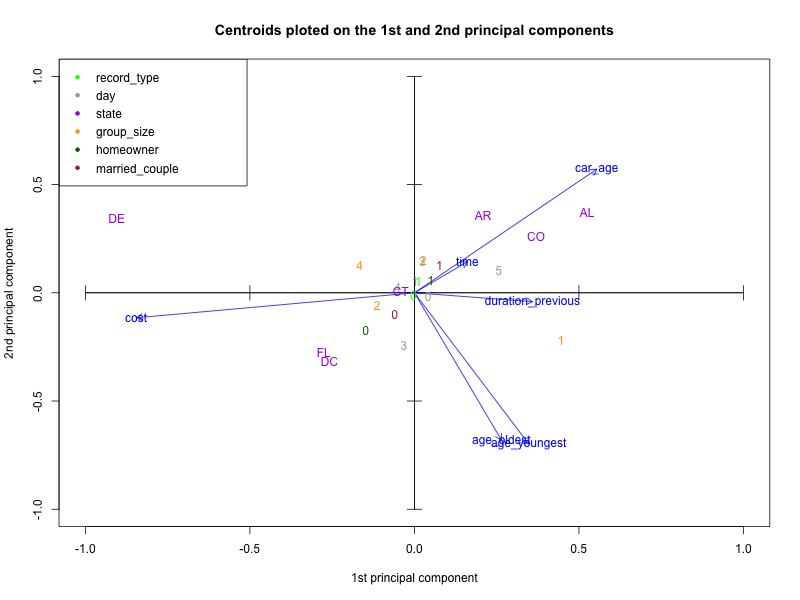 Centroids ploted on the 1st and 2nd principal components
1.0
record_type
day
state
group_size
homeowner
married_couple
car_age
0.5
DE
AR
AL
CO
4
2
1
time
5
1
1
CT
0.0
0
0
duration_previous
2
cost
0
0
1
3
FL
DC
-0.5
age_oldest
age_youngest
-1.0
-1.0
-0.5
0.0
0.5
1.0
1st principal component
2nd principal component